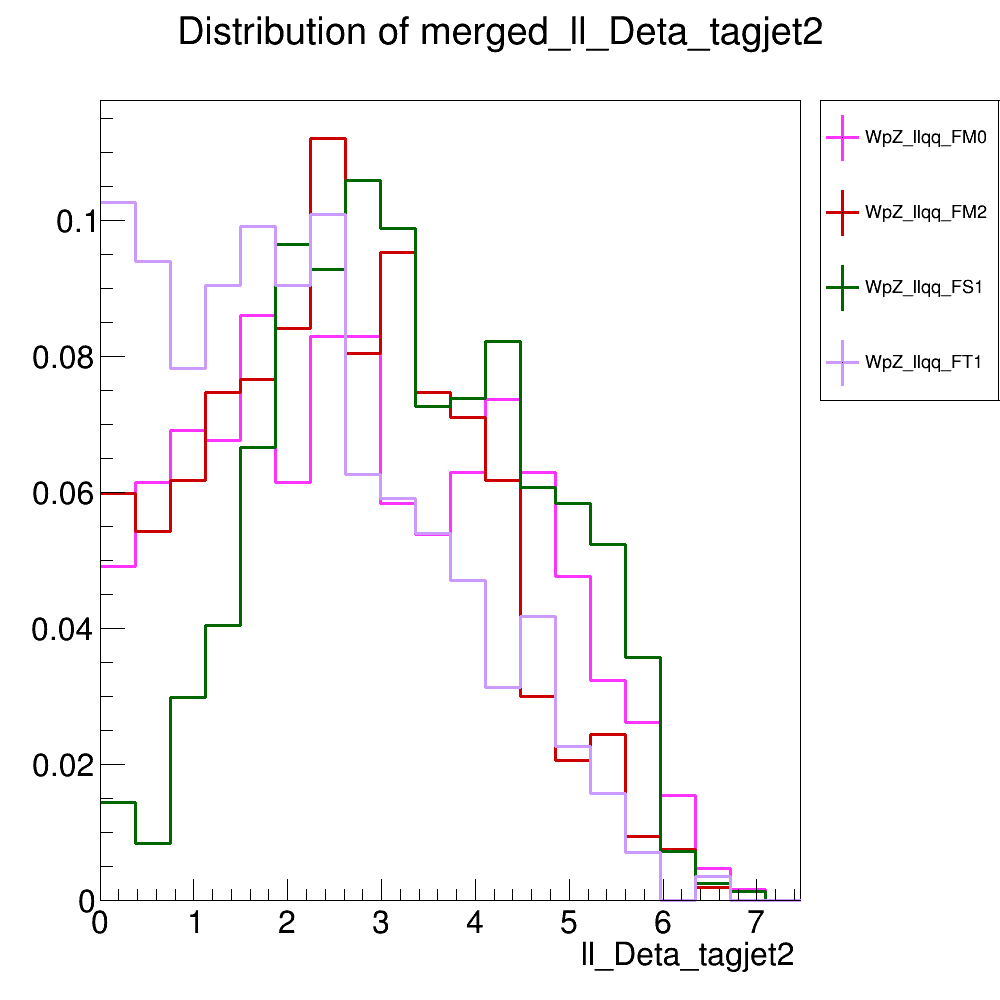 Distribution of merged_ll_Deta_tagjet2
WpZ_llqq_FM0
WpZ_llqq_FM2
WpZ_llqq_FS1
WpZ_llqq_FT1
0.1
0.08
0.06
0.04
0.02
0
0 1 2 3 4 5 6 7
ll_Deta_tagjet2